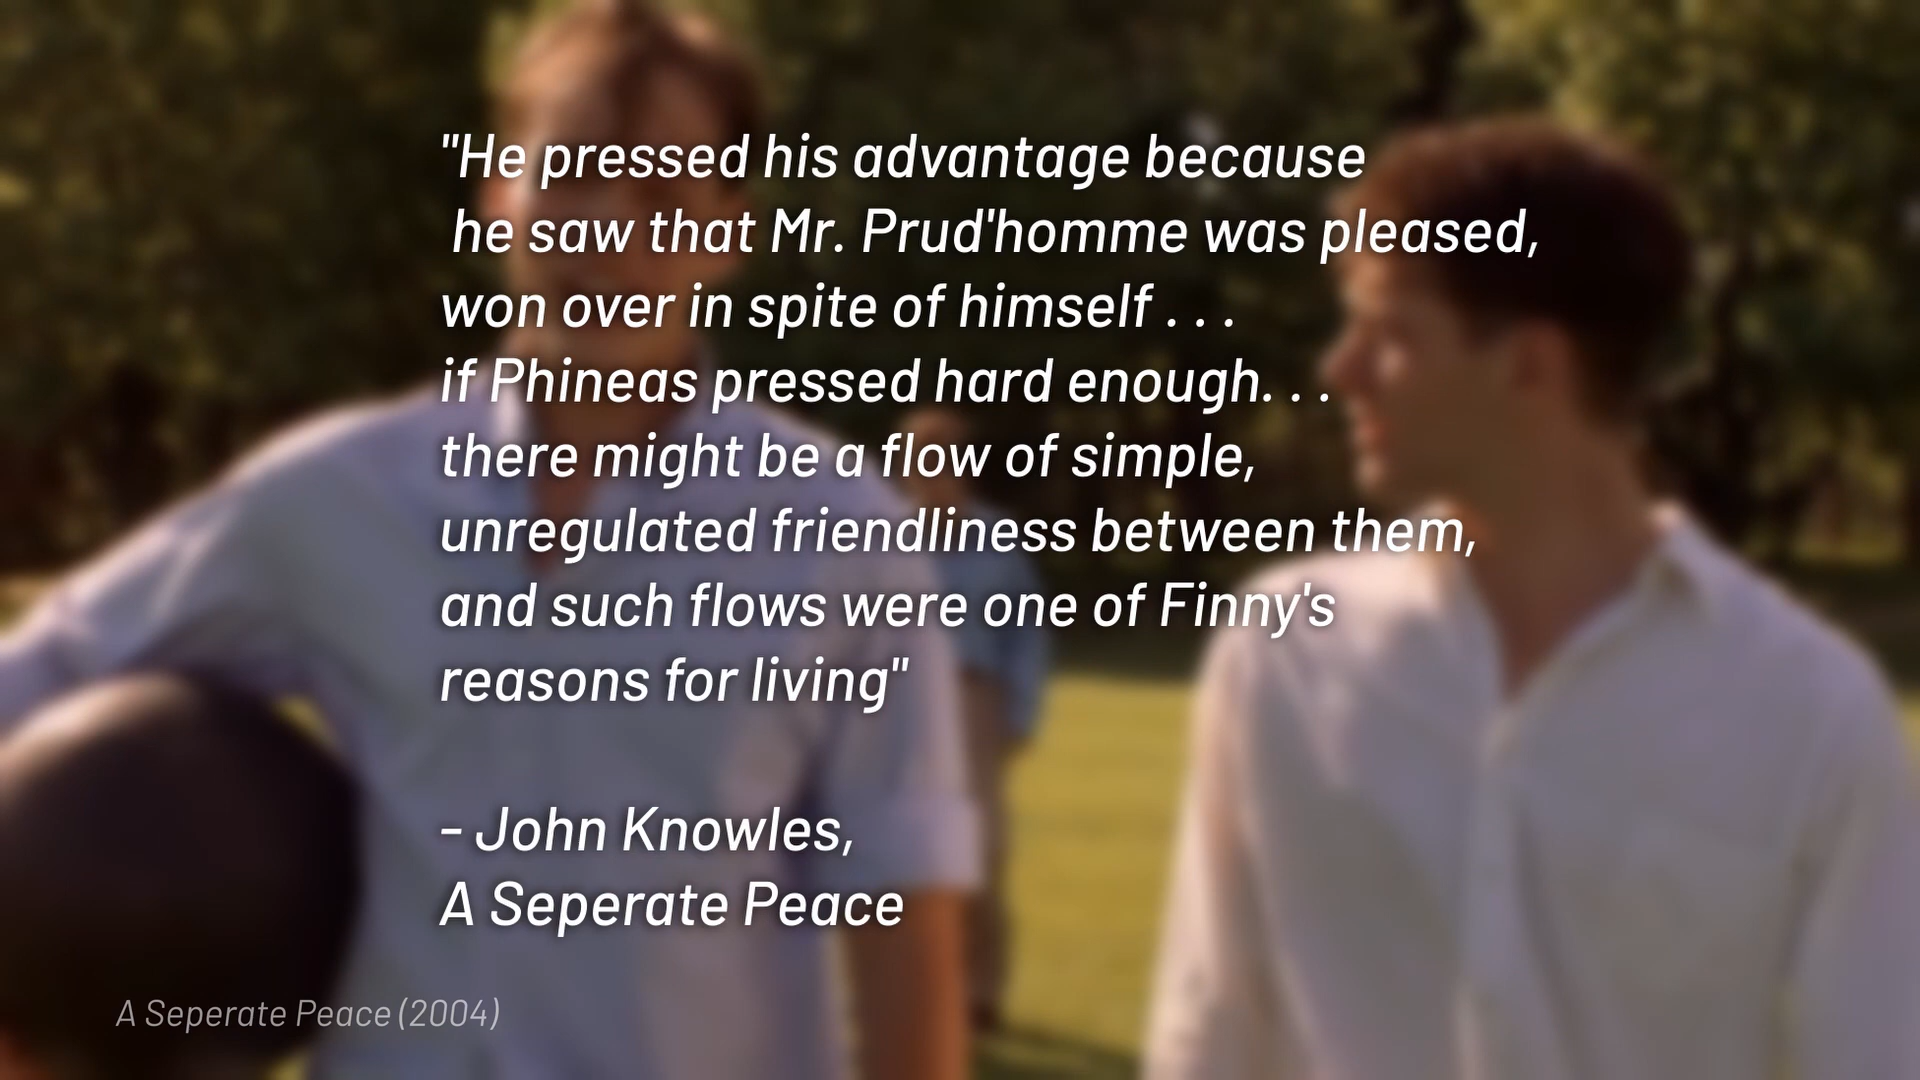 "He pressed his advantage because
he saw that Mr. Prud'homme was pleased,
won over in spite of himself . . .
if Phineas pressed hard enough. . .
there might be a flow of simple,
unregulated friendliness between them,
and such flows were one of Finny's
reasons for living"
- John Knowles,
A Seperate Peace
A Seperate Peace (2004)